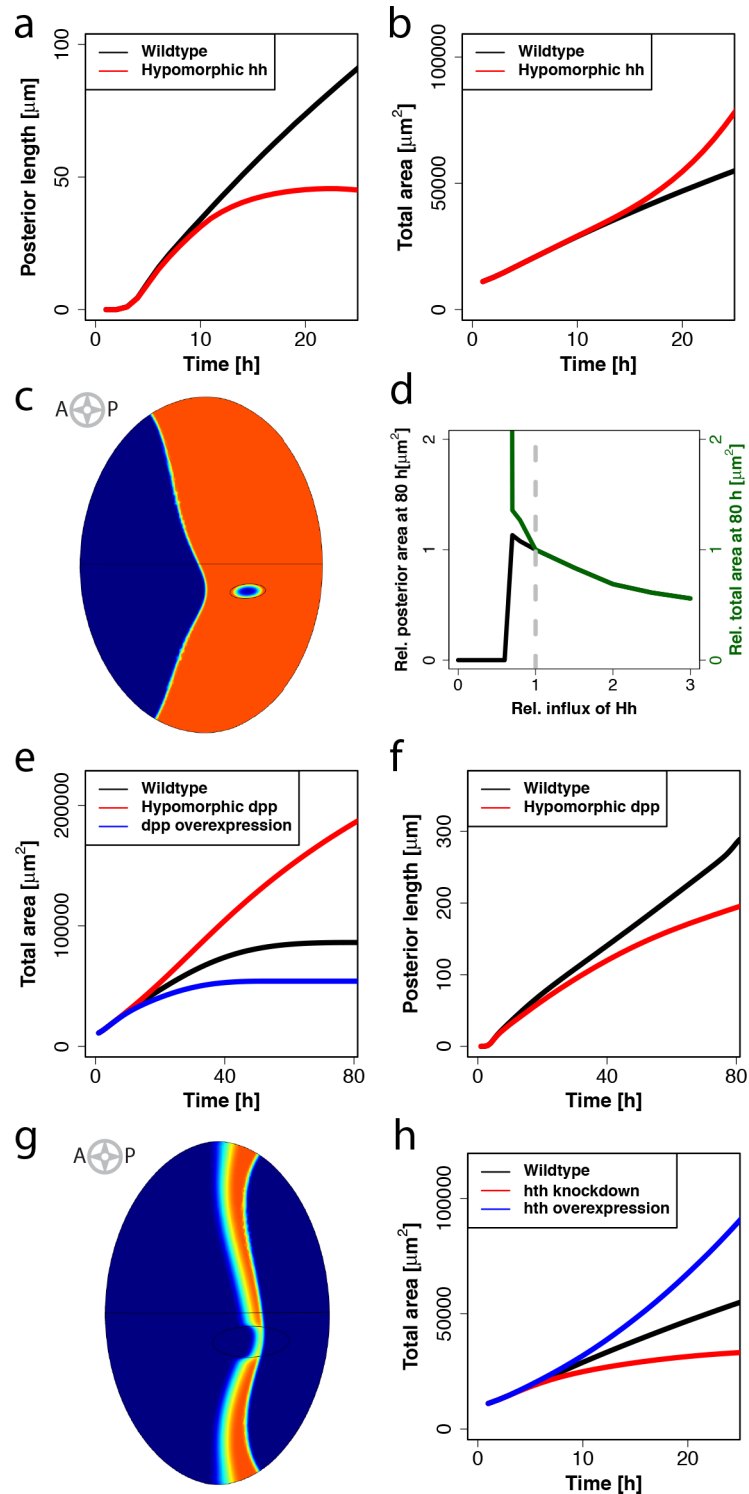 a
Wildtype
Hypomorphic hh
Posterior length [μm]
0 50 100
0 10 20
Time [h]
b
Wildtype
Hypomorphic hh
Total area [μm²]
0 50000 100000
0 10 20
Time [h]
c
A P
d
Rel. posterior area at 80 h[μm²]
0 1 2
Rel. total area at 80 h [μm²]
0 1 2
0 1 2 3
Rel. influx of Hh
e
Wildtype
Hypomorphic dpp
dpp overexpression
Total area [μm²]
0 100000 200000
0 40 80
Time [h]
f
Wildtype
Hypomorphic dpp
Posterior length [μm]
0 100 200 300
0 40 80
Time [h]
g
A P
h
Wildtype
hth knockdown
hth overexpression
Total area [μm²]
0 50000 100000
0 10 20
Time [h]